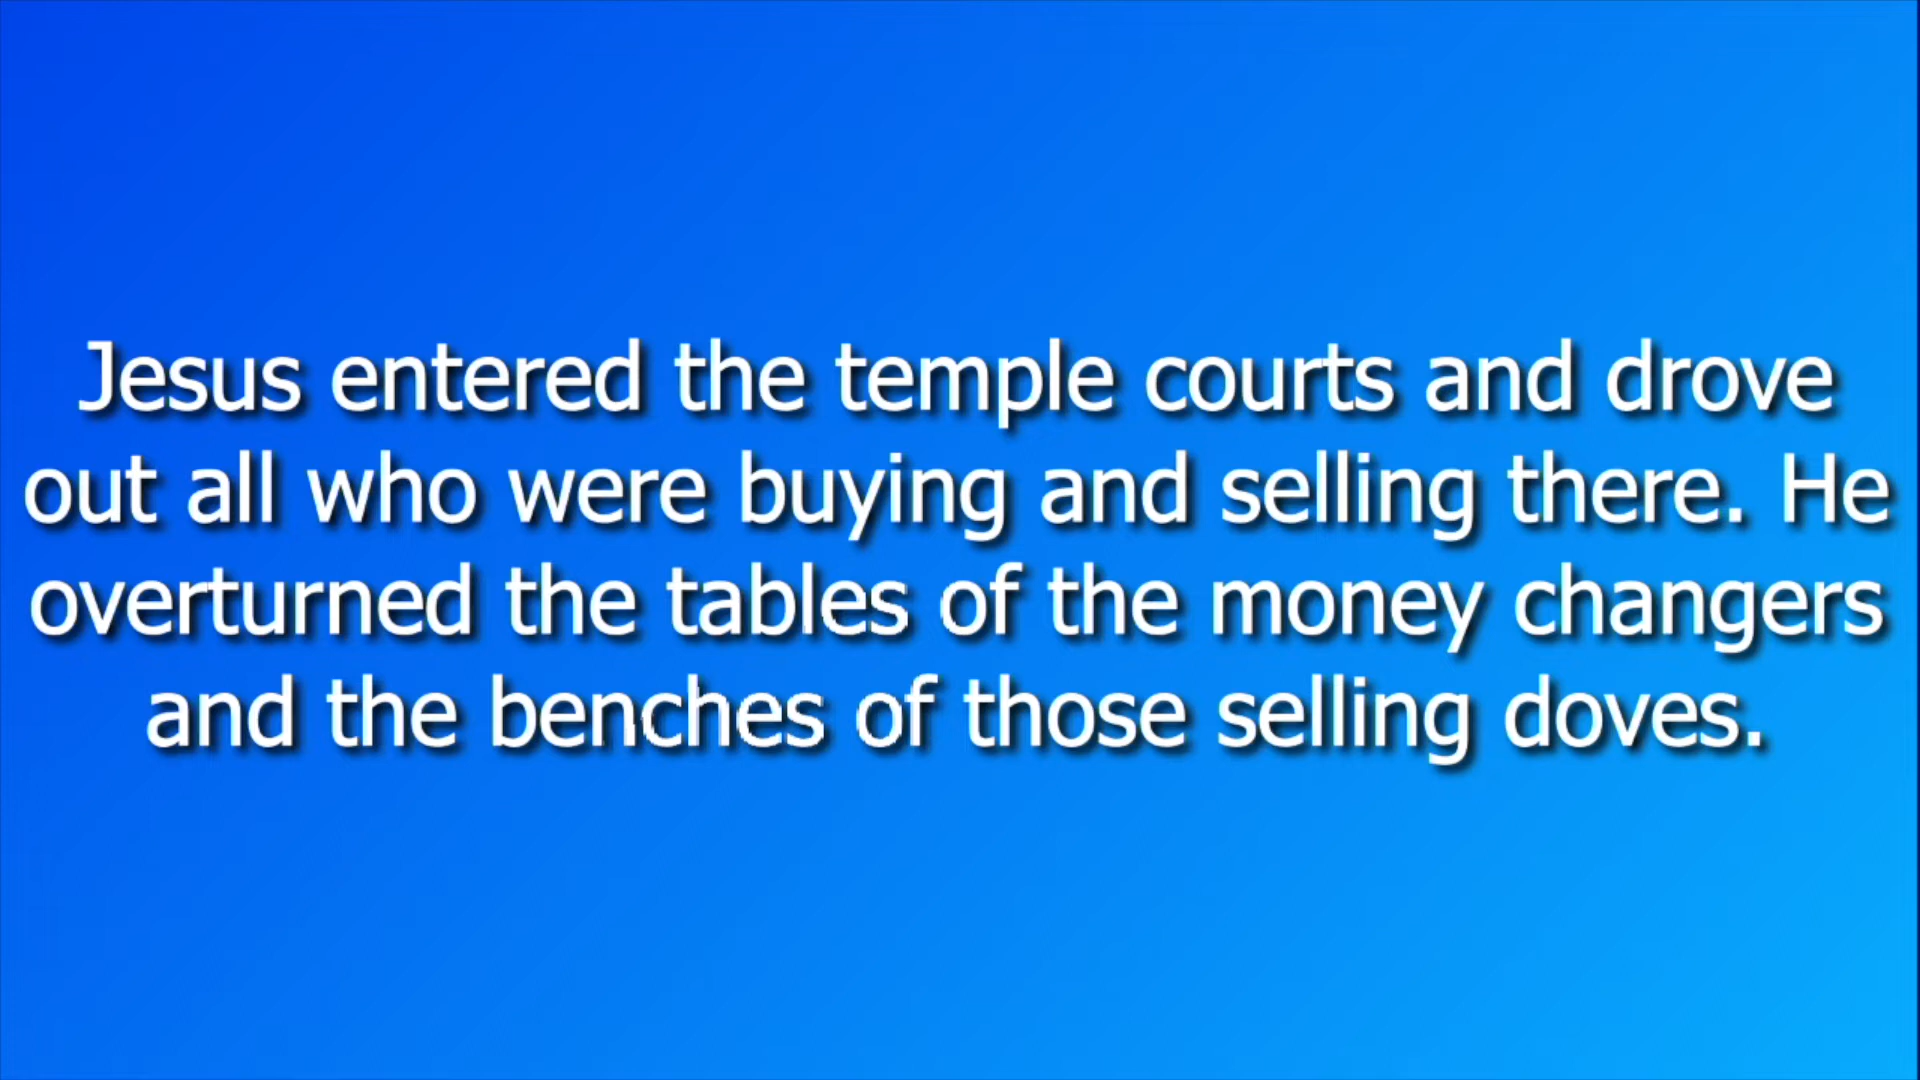 Jesus entered the temple courts and drove
out all who were buying and selling there. He
overturned the tables of the money changers
and the benches of those selling doves.